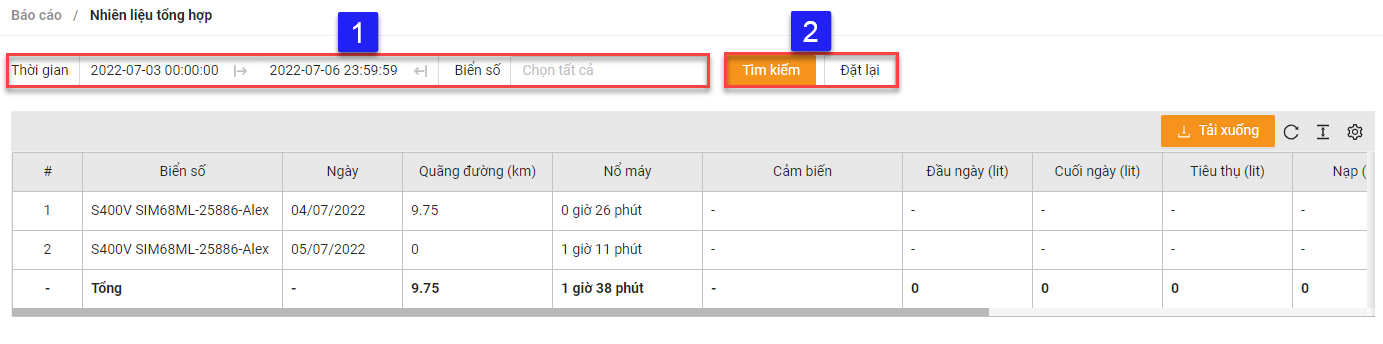 Báo cáo / Nhiên liệu tổng hợp
1
2
Thời gian 2022-07-03 00:00:00 2022-07-06 23:59:59 Biển số Chọn tất cả Tìm kiếm Đặt lại
Tải xuống
# Biển số Ngày Quãng đường (km) Nổ máy Cảm biến Đầu ngày (lit) Cuối ngày (lit) Tiêu thụ (lit) Nạp (
1 S400V SIM68ML-25886-Alex 04/07/2022 9.75 0 giờ 26 phút - - - - -
2 S400V SIM68ML-25886-Alex 05/07/2022 0 1 giờ 11 phút - - - - -
- Tổng - 9.75 1 giờ 38 phút - 0 0 0 0